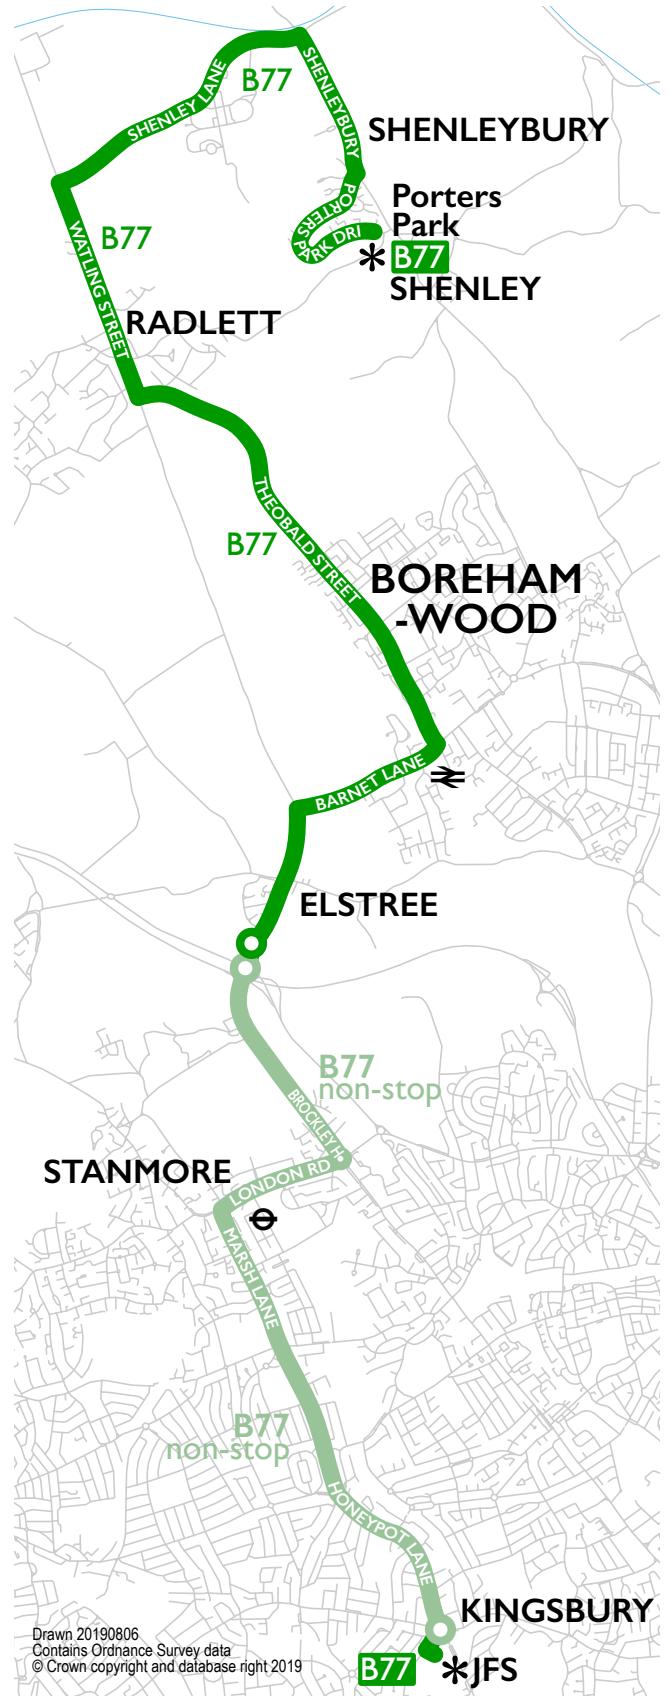 B77
SHENLEY LANE
SHENLEYBURY
SHENLEYBURY
PORTERS
PARK DRI
Porters
Park
B77
SHENLEY
B77
WATLING STREET
RADLETT
THEOBALD STREET
B77
BOREHAM
-WOOD
BARNET LANE
ELSTREE
B77
non-stop
BROCKLEY H
STANMORE
LONDON RD
MARSH LANE
B77
non-stop
HONEYPOT LANE
KINGSBURY
B77
JFS
Drawn 20190806
Contains Ordnance Survey data
© Crown copyright and database right 2019